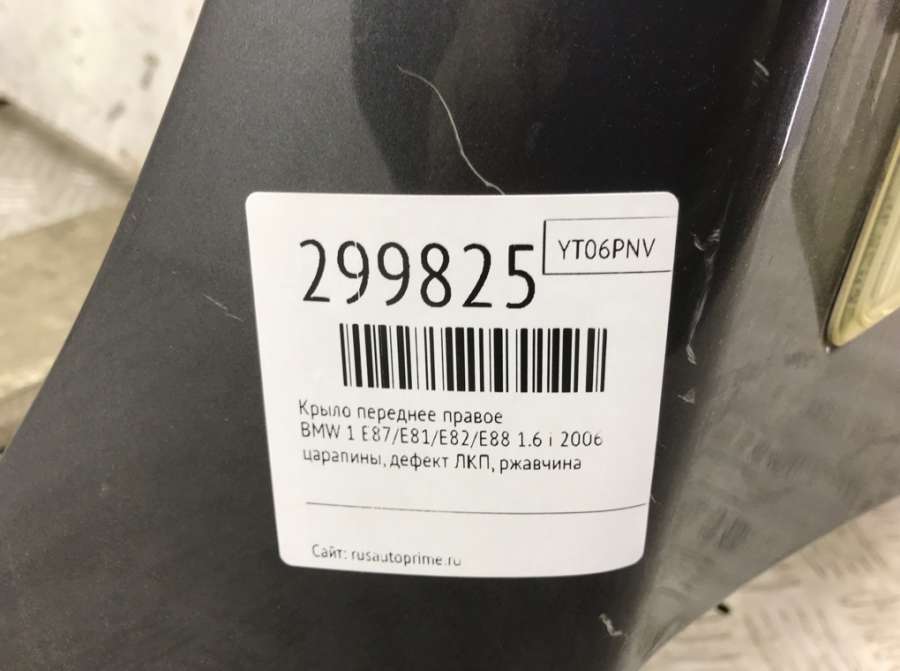 299825
YT06PNV
Крыло переднее правое
BMW 1 E87/E81/E82/E88 1.6 i 2006
царапины, дефект ЛКП, ржавчина
Сайт: rusautoprime.ru